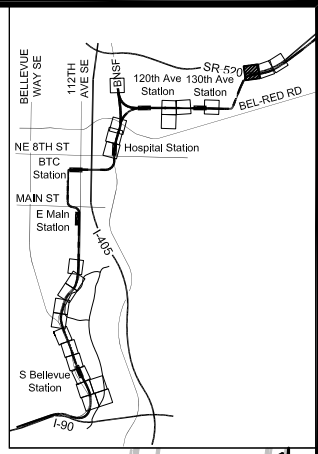 BELLEVUE
WAY SE
112TH
AVE SE
BNSF
120th Ave
Station
130th Ave
Station
SR 520
BEL-RED RD
NE 8TH ST
Hospital Station
BTC
Station
MAIN ST
E Main
Station
I-405
S Bellevue
Station
I-90